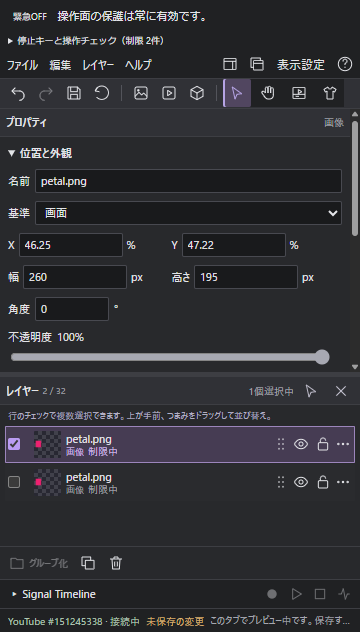 緊急OFF 操作面の保護は常に有効です。
▶ 停止キーと操作チェック（制限 2件）
ファイル 編集 レイヤー ヘルプ 表示設定
プロパティ 画像
▼ 位置と外観
名前 petal.png
基準 画面
X 46.25 % Y 47.22 %
幅 260 px 高さ 195 px
角度 0 °
不透明度 100%
レイヤー 2 / 32 1個選択中
行のチェックで複数選択できます。上が手前、つまみをドラッグして並び替え。
petal.png
画像 制限中
petal.png
画像 制限中
グループ化
▸ Signal Timeline
YouTube #151245338 · 接続中 未保存の変更 このタブでプレビュー中です。保存す…